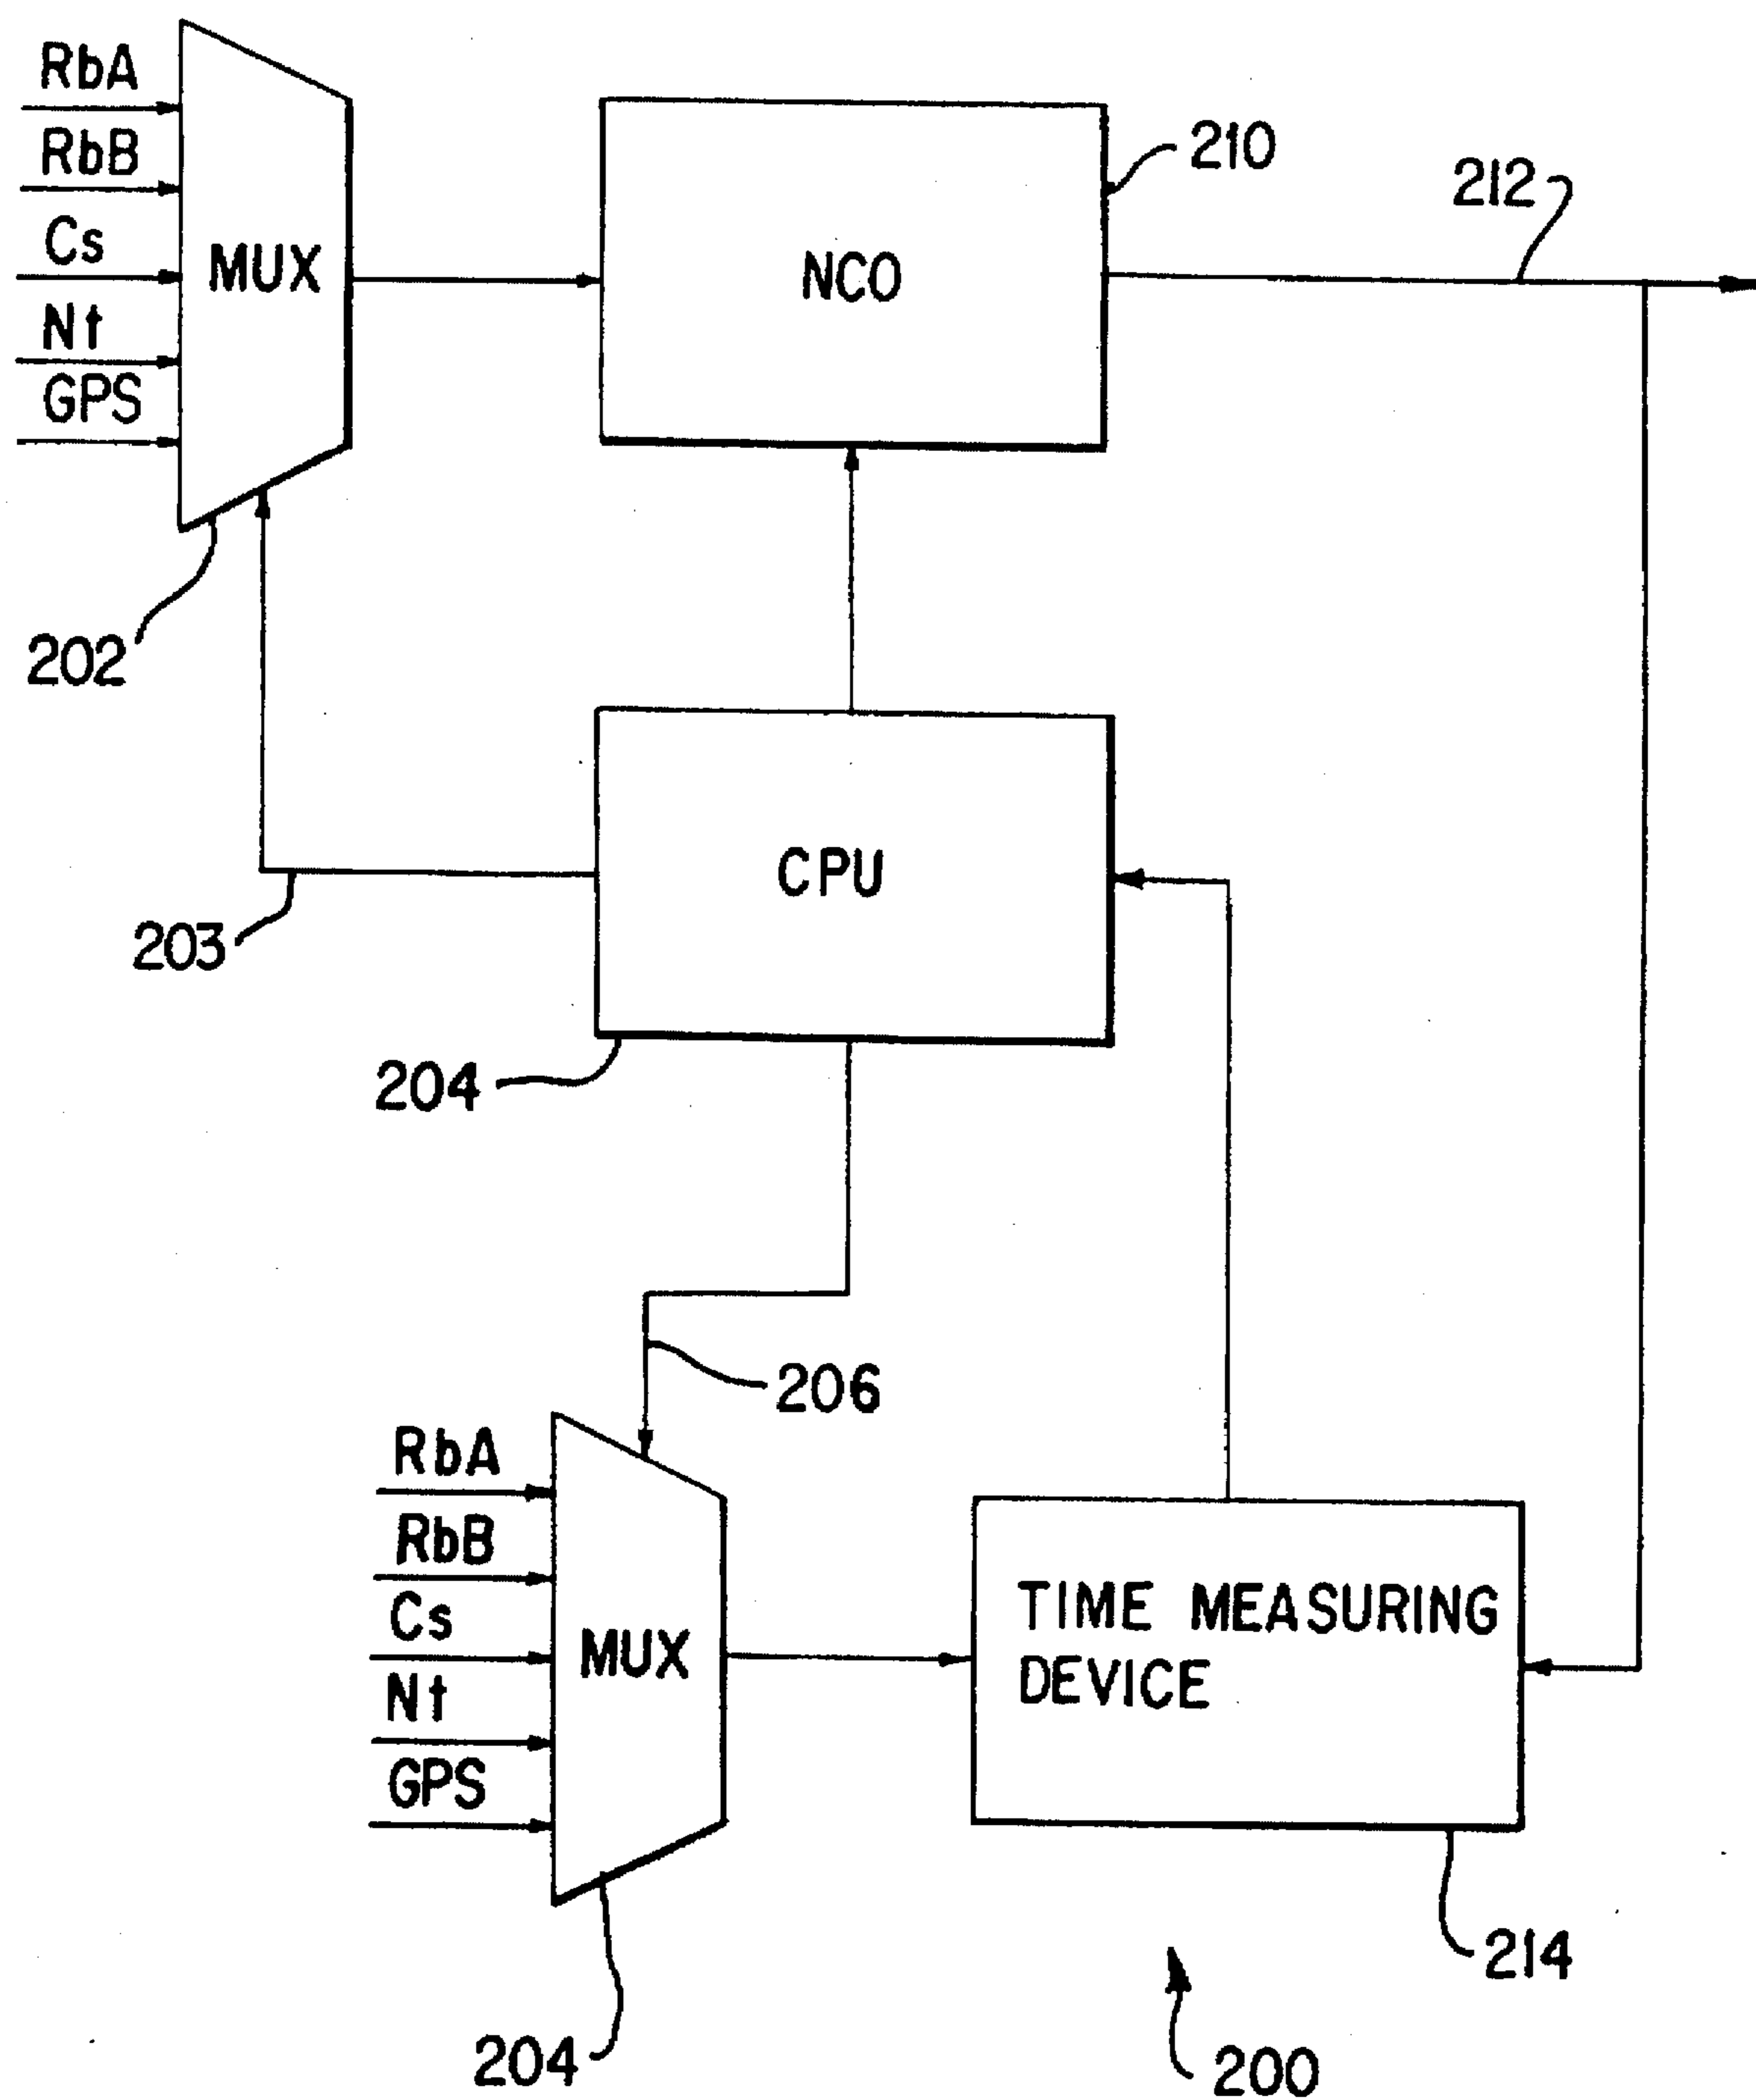 RbA
RbB
Cs
Nt
GPS
MUX
202
NCO
210
212
CPU
203
204
206
RbA
RbB
Cs
Nt
GPS
MUX
204
TIME MEASURING
DEVICE
214
200